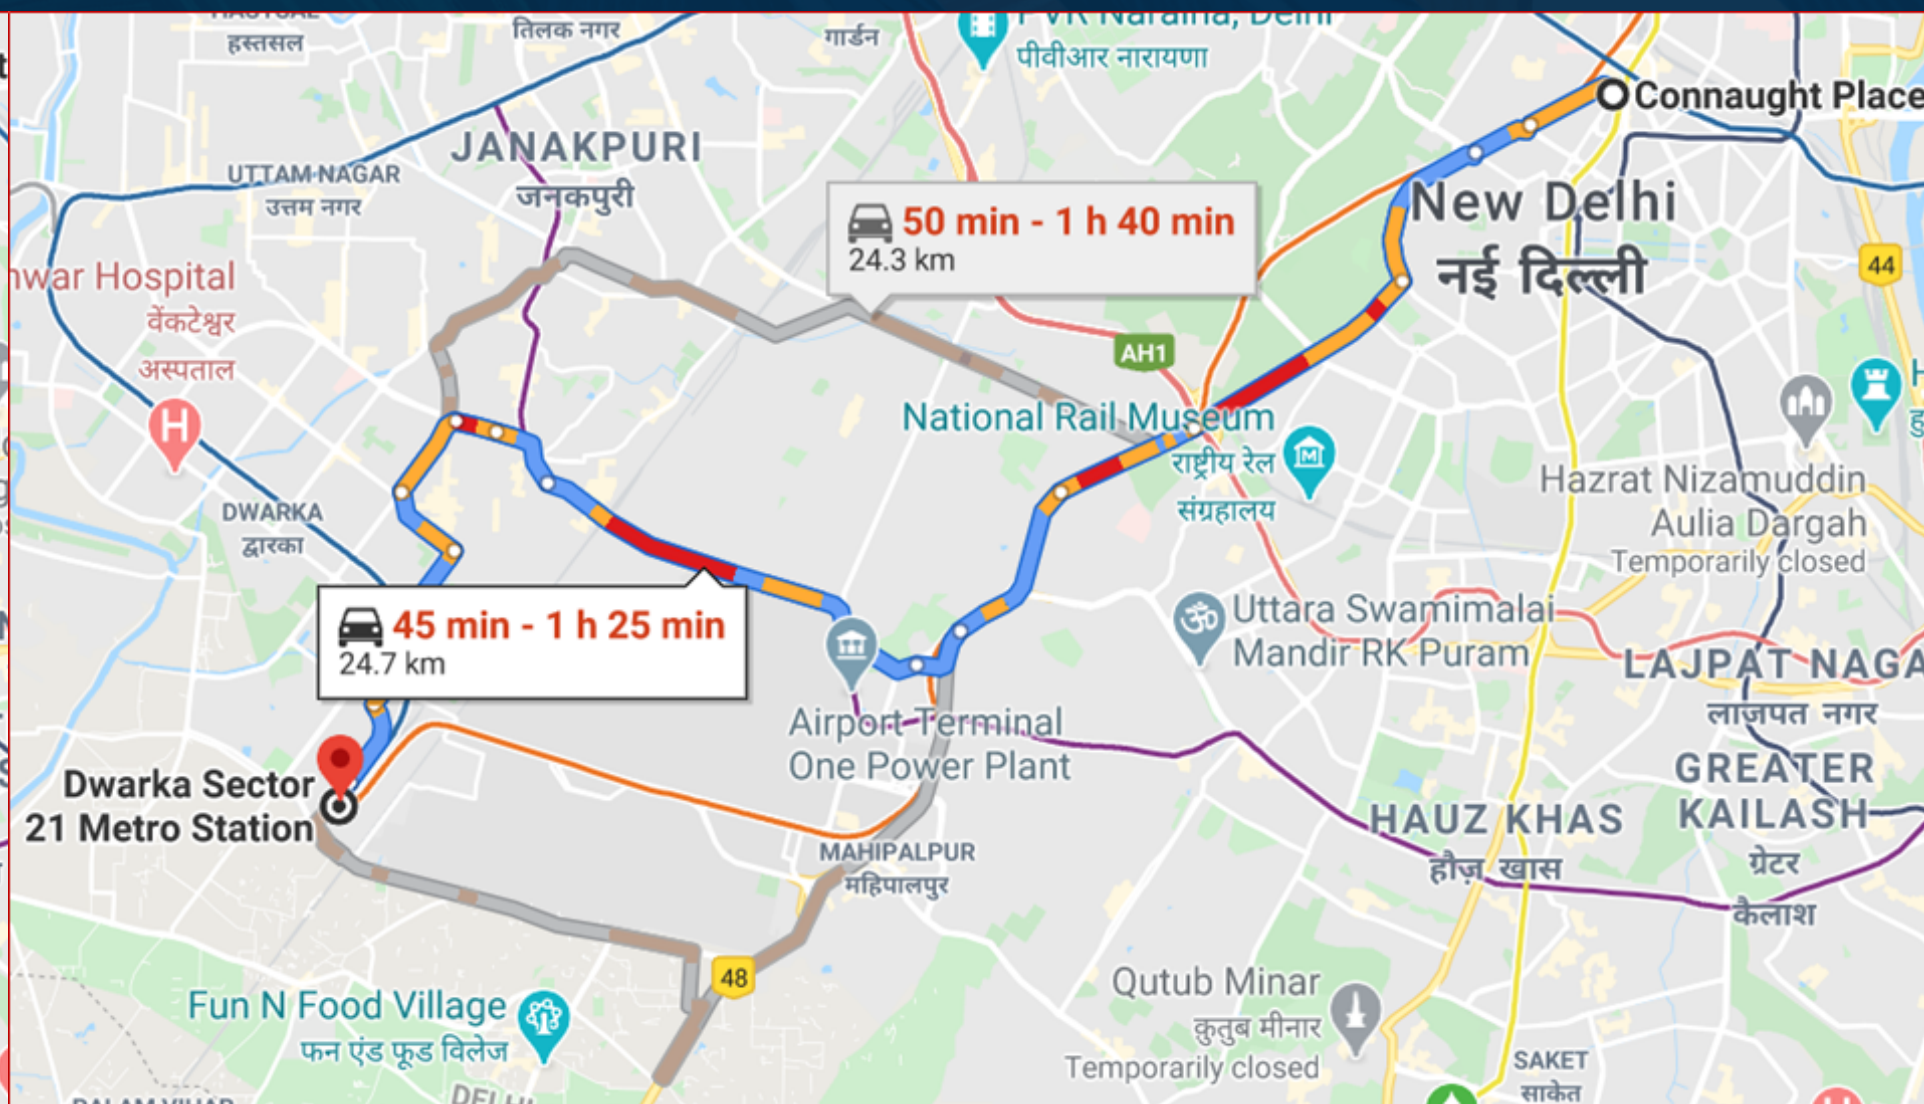 हस्तसल
तिलक नगर
गार्डन
PVR Naraina, Delhi
पीवीआर नारायणा
Connaught Place
JANAKPURI
जनकपुरी
UTTAM NAGAR
उत्तम नगर
50 min - 1 h 40 min
24.3 km
New Delhi
नई दिल्ली
44
nwar Hospital
वेंकटेश्वर
अस्पताल
H
AH1
National Rail Museum
राष्ट्रीय रेल
संग्रहालय
M
Hazrat Nizamuddin
Aulia Dargah
Temporarily closed
DWARKA
द्वारका
45 min - 1 h 25 min
24.7 km
ॐ
Uttara Swamimalai
Mandir RK Puram
LAJPAT NAGA
लाजपत नगर
Airport Terminal
One Power Plant
Dwarka Sector
21 Metro Station
GREATER
KAILASH
ग्रेटर
कैलाश
HAUZ KHAS
हौज़ खास
MAHIPALPUR
महिपालपुर
48
Fun N Food Village
फन एंड फूड विलेज
Qutub Minar
क़ुतुब मीनार
Temporarily closed
SAKET
साकेत